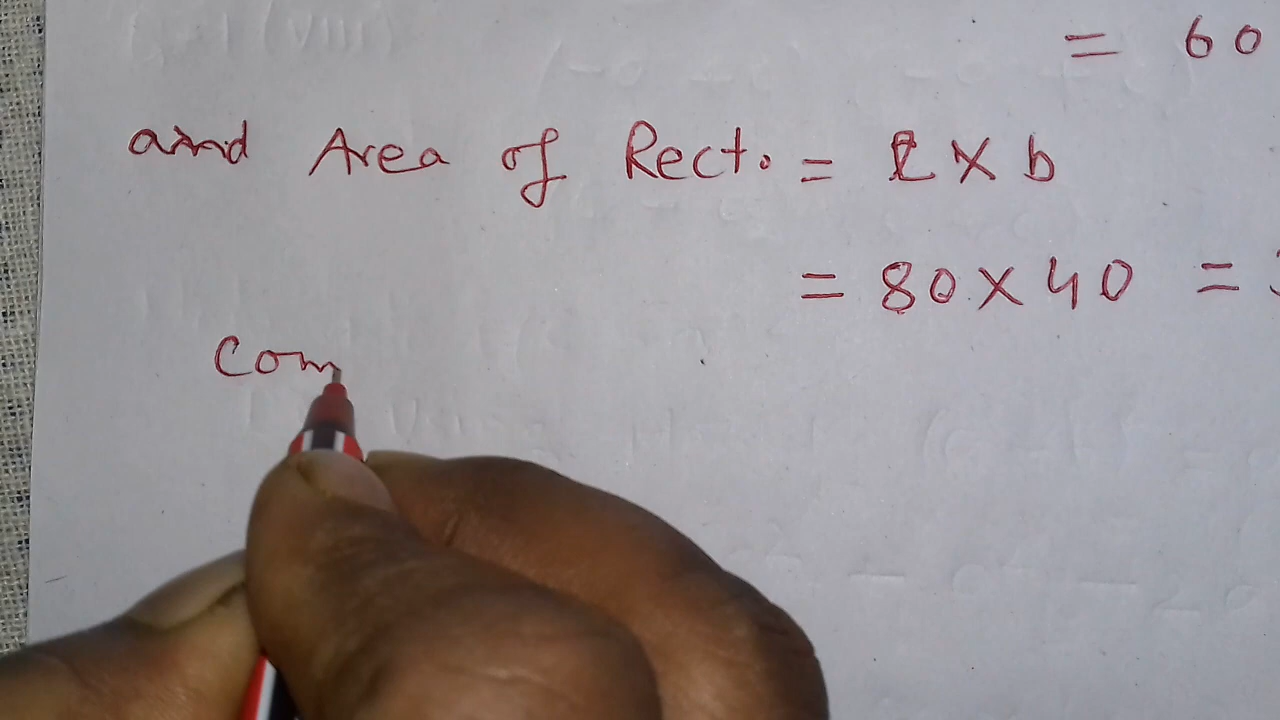 = 60
and Area of Rect. = l × b
= 80 × 40 =
Com